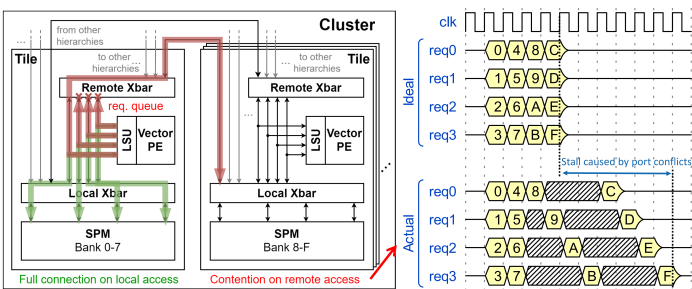 Cluster
from other
hierarchies
...
Tile
to other
hierarchies
...
Remote Xbar
req. queue
LSU
Vector
PE
Local Xbar
SPM
Bank 0-7
Full connection on local access
Tile
to other
hierarchies
...
Remote Xbar
...
LSU
Vector
PE
Local Xbar
SPM
Bank 8-F
Contention on remote access
...
clk
Ideal
req0 0 4 8 C
req1 1 5 9 D
req2 2 6 A E
req3 3 7 B F
Stall caused by port conflicts
Actual
req0 0 4 8 C
req1 1 5 9 D
req2 2 6 A E
req3 3 7 B F